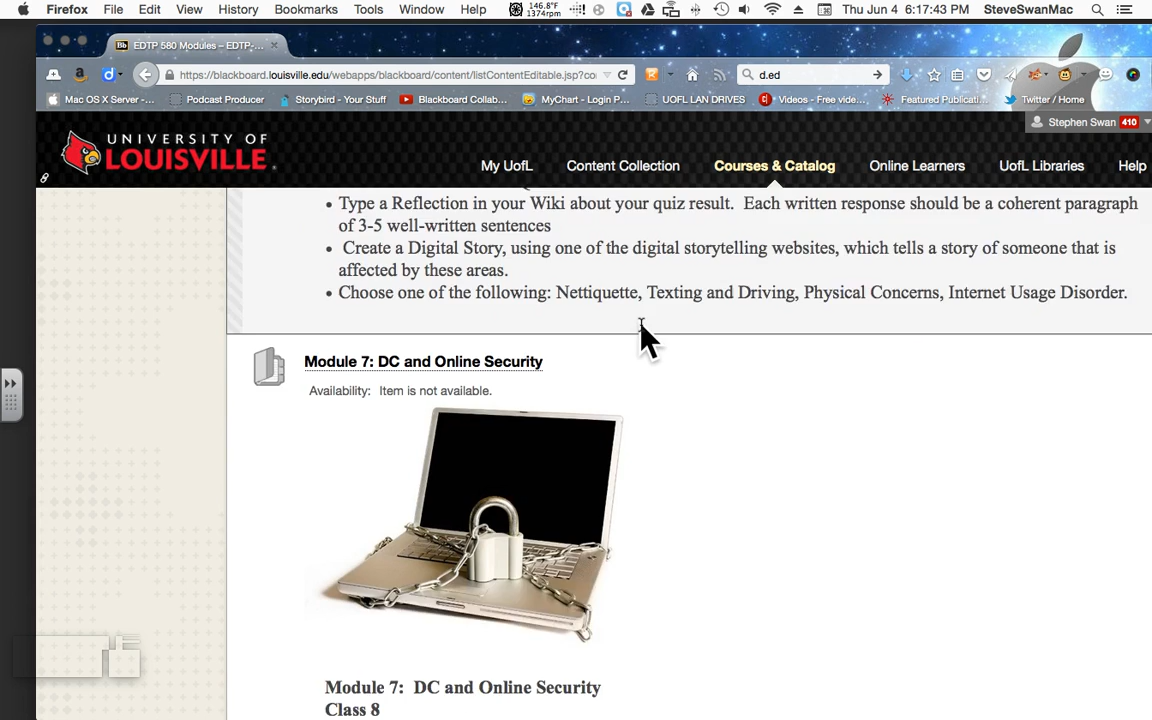 Firefox File Edit View History Bookmarks Tools Window Help 146.8°F 1374rpm Thu Jun 4 6:17:43 PM SteveSwanMac
Bb EDTP 580 Modules – EDTP-...
https://blackboard.louisville.edu/webapps/blackboard/content/listContentEditable.jsp?co d.ed
Mac OS X Server -... Podcast Producer Storybird - Your Stuff Blackboard Collab... MyChart - Login P... UOFL LAN DRIVES Videos - Free vide... Featured Publicati... Twitter / Home
Stephen Swan 410
UNIVERSITY OF
LOUISVILLE
My UofL Content Collection Courses & Catalog Online Learners UofL Libraries Help
• Type a Reflection in your Wiki about your quiz result. Each written response should be a coherent paragraph
of 3-5 well-written sentences
• Create a Digital Story, using one of the digital storytelling websites, which tells a story of someone that is
affected by these areas.
• Choose one of the following: Nettiquette, Texting and Driving, Physical Concerns, Internet Usage Disorder.
Module 7: DC and Online Security
Availability: Item is not available.
Module 7: DC and Online Security
Class 8